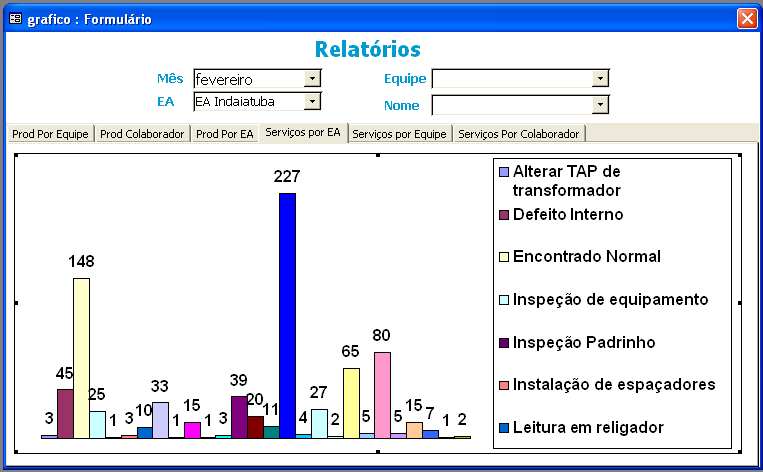 grafico : Formulário
Relatórios
Mês fevereiro Equipe
EA EA Indaiatuba Nome
Prod Por Equipe Prod Colaborador Prod Por EA Serviços por EA Serviços por Equipe Serviços Por Colaborador
3 45 148 25 1 3 10 33 1 15 1 3 39 20 11 227 4 27 2 65 5 80 5 15 7 1 2
Alterar TAP de
transformador
Defeito Interno
Encontrado Normal
Inspeção de equipamento
Inspeção Padrinho
Instalação de espaçadores
Leitura em religador